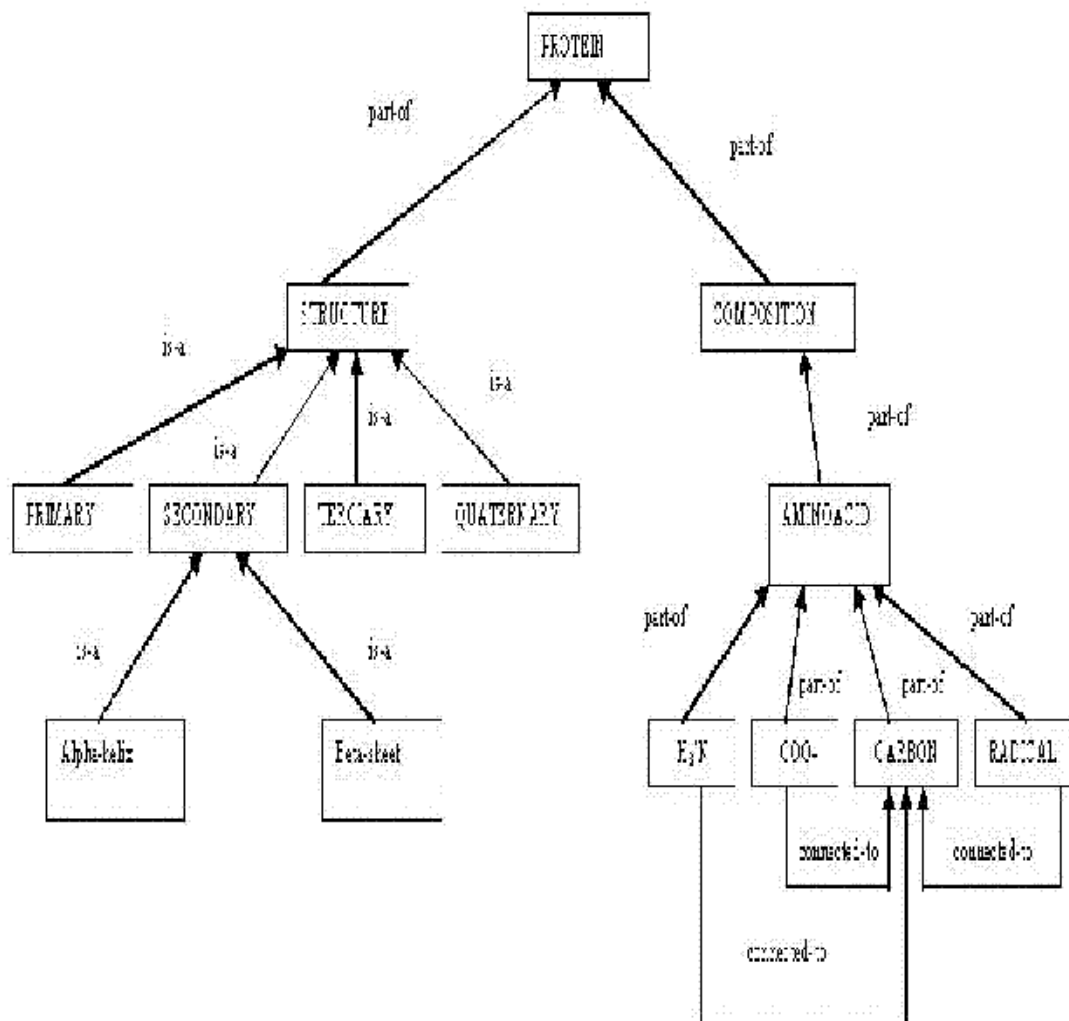 PROTEIN
part-of
part-of
STRUCTURE
COMPOSITION
is-a
is-a
is-a
is-a
part-of
PRIMARY
SECONDARY
TERCIARY
QUATERNARY
AMINOACID
is-a
is-a
part-of
part-of
part-of
part-of
Alpha-helix
Beta-sheet
H₃N
COO-
CARBON
RADICAL
connected-to
connected-to
connected-to